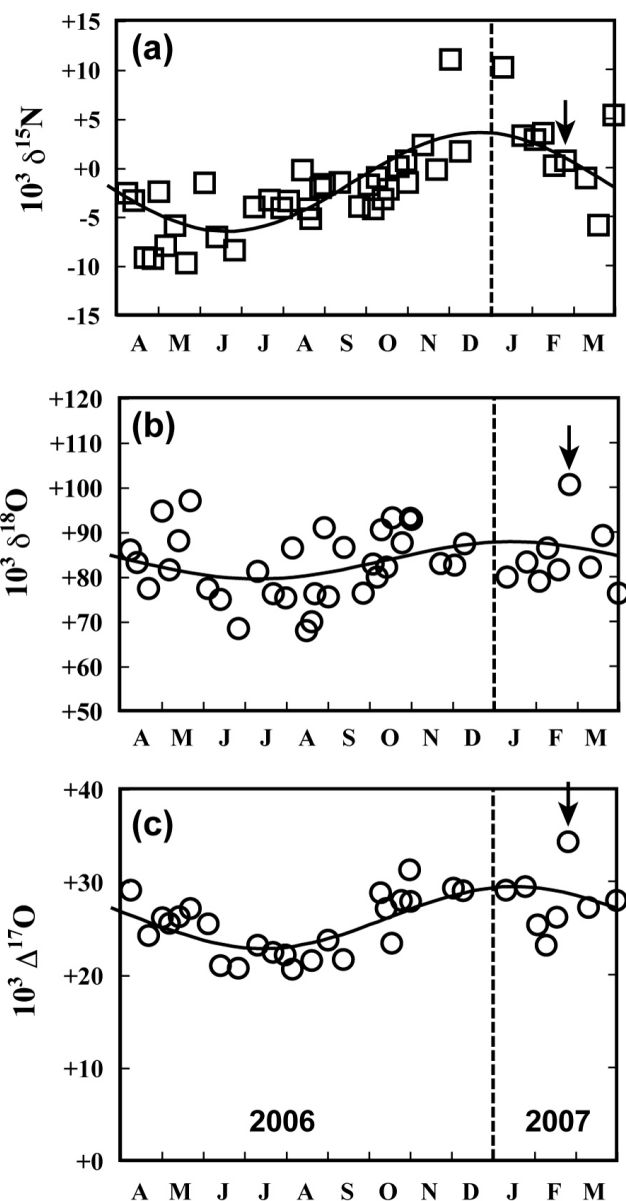 (a)
+15
+10
+5
+0
-5
-10
-15
10³ δ¹⁵N
A M J J A S O N D J F M
(b)
+120
+110
+100
+90
+80
+70
+60
+50
10³ δ¹⁸O
A M J J A S O N D J F M
(c)
+40
+30
+20
+10
+0
10³ Δ¹⁷O
2006 2007
A M J J A S O N D J F M